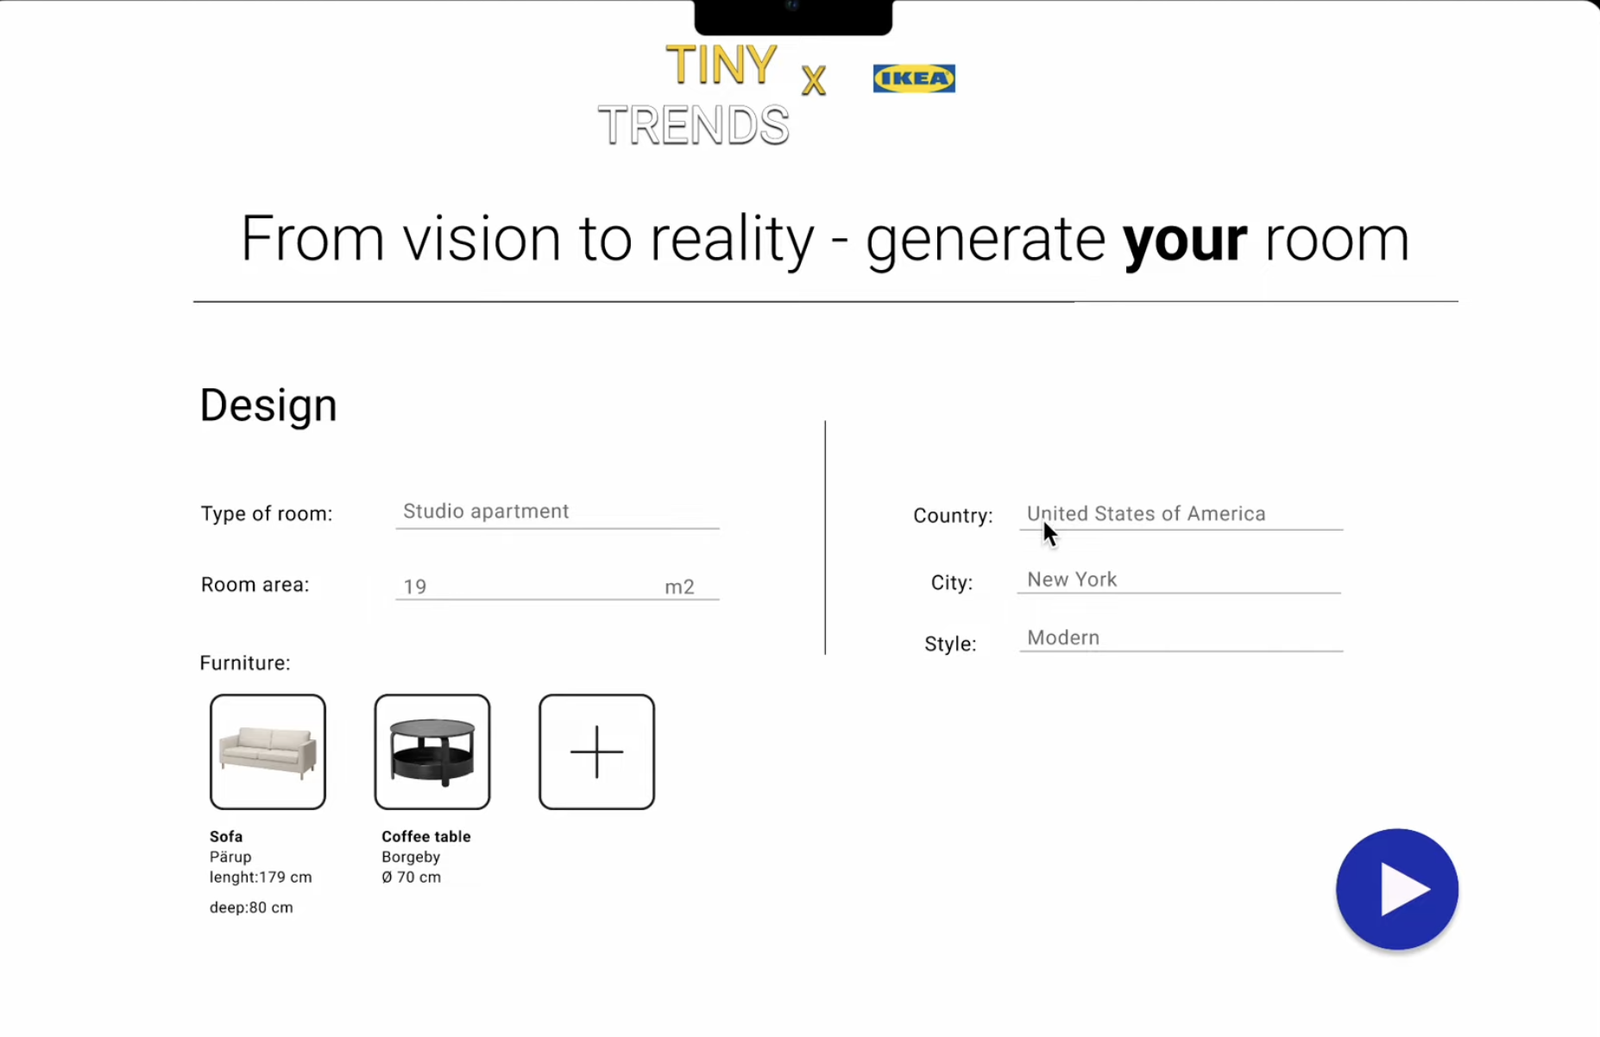 TINY
TRENDS
X
IKEA
From vision to reality - generate your room
Design
Type of room: Studio apartment
Room area: 19 m2
Furniture:
Sofa
Pärup
lenght:179 cm
deep:80 cm
Coffee table
Borgeby
Ø 70 cm
Country: United States of America
City: New York
Style: Modern